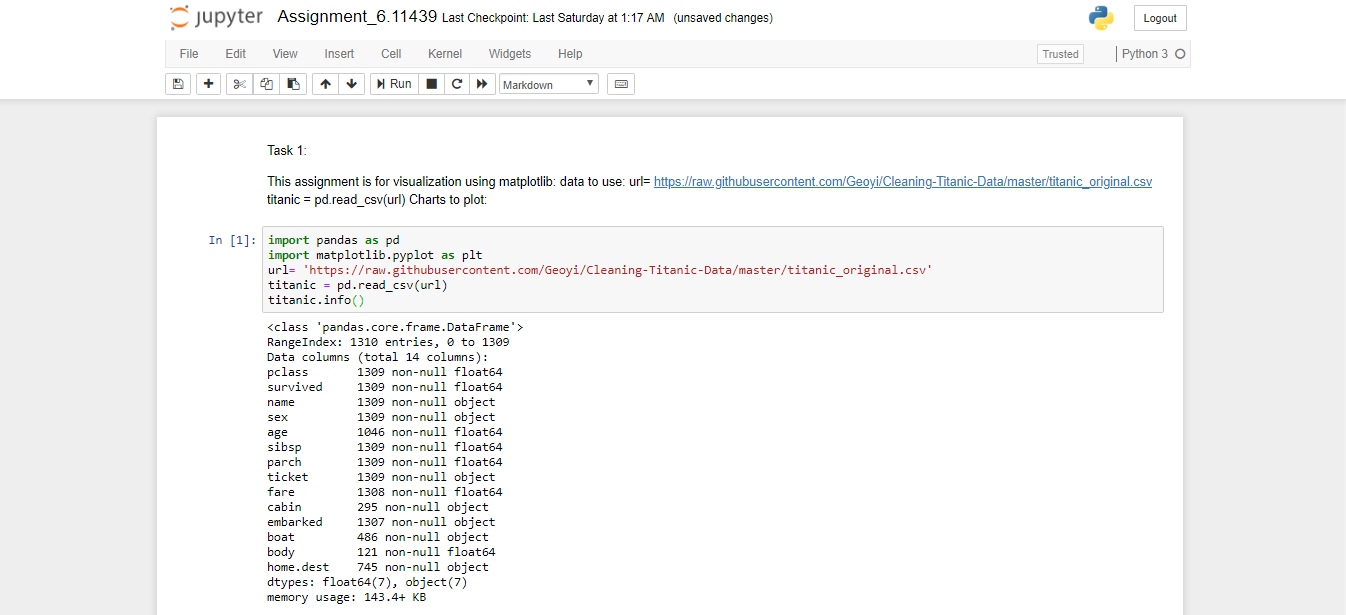 jupyter Assignment_6.11439 Last Checkpoint: Last Saturday at 1:17 AM (unsaved changes) Logout
File Edit View Insert Cell Kernel Widgets Help Trusted Python 3
Run Markdown
Task 1:
This assignment is for visualization using matplotlib: data to use: url= https://raw.githubusercontent.com/Geoyi/Cleaning-Titanic-Data/master/titanic_original.csv
titanic = pd.read_csv(url) Charts to plot:
In [1]: import pandas as pd
import matplotlib.pyplot as plt
url= 'https://raw.githubusercontent.com/Geoyi/Cleaning-Titanic-Data/master/titanic_original.csv'
titanic = pd.read_csv(url)
titanic.info()
<class 'pandas.core.frame.DataFrame'>
RangeIndex: 1310 entries, 0 to 1309
Data columns (total 14 columns):
pclass 1309 non-null float64
survived 1309 non-null float64
name 1309 non-null object
sex 1309 non-null object
age 1046 non-null float64
sibsp 1309 non-null float64
parch 1309 non-null float64
ticket 1309 non-null object
fare 1308 non-null float64
cabin 295 non-null object
embarked 1307 non-null object
boat 486 non-null object
body 121 non-null float64
home.dest 745 non-null object
dtypes: float64(7), object(7)
memory usage: 143.4+ KB